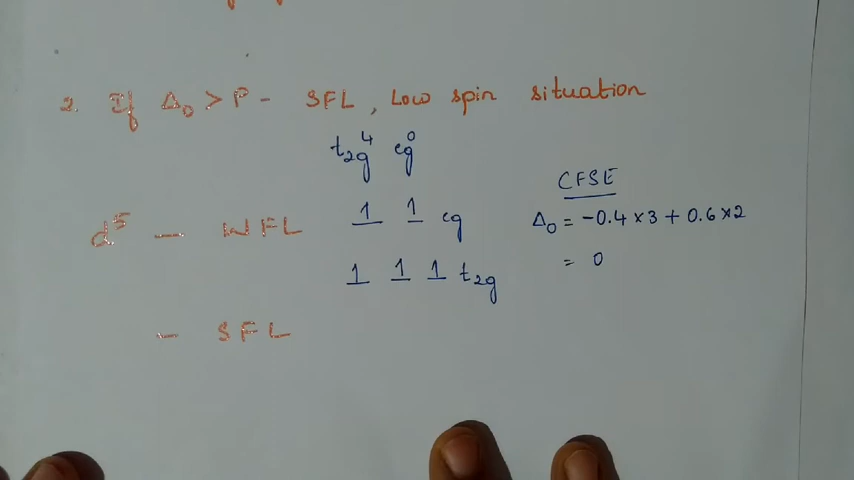 2. If Δ₀ > P - SFL, Low spin situation
t₂g⁴ eg⁰
CFSE
d⁵ — WFL 1 1 eg Δ₀ = -0.4 × 3 + 0.6 × 2
1 1 1 t₂g = 0
- SFL